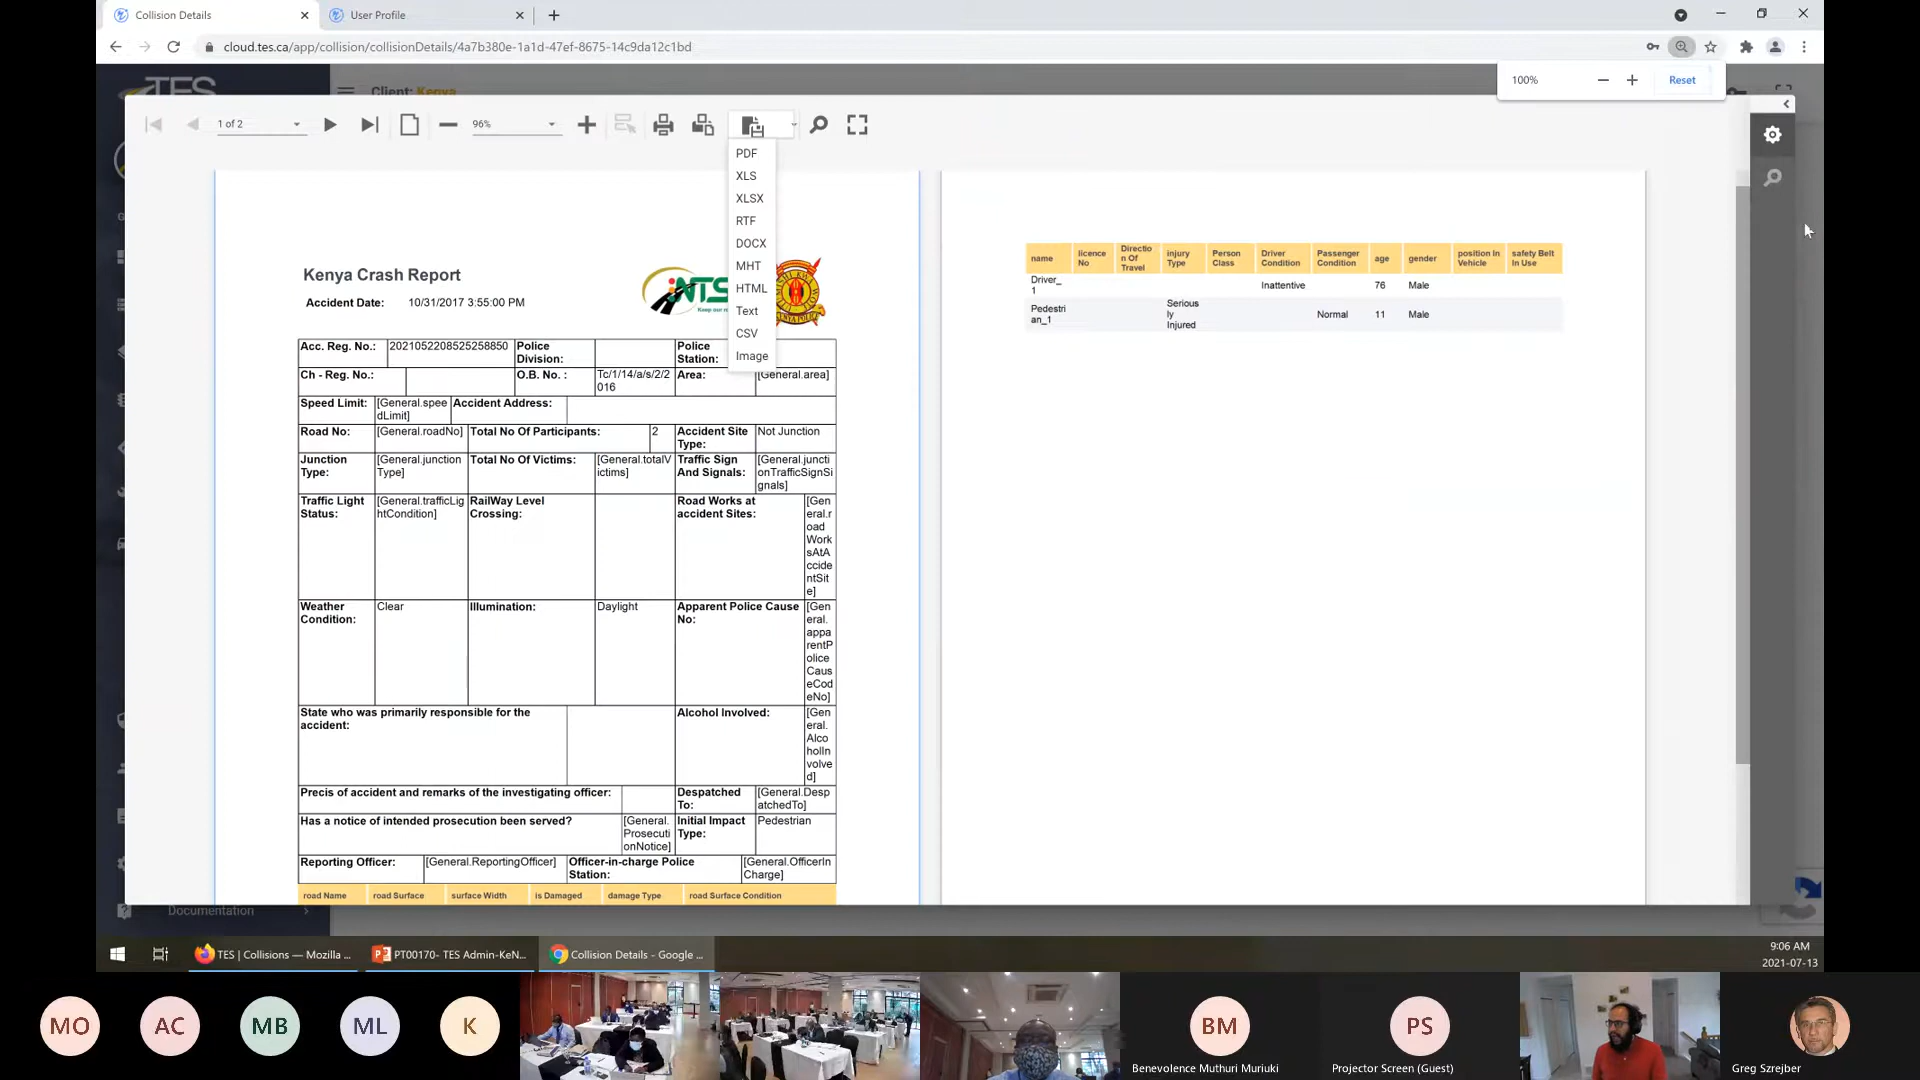 Collision Details
User Profile
cloud.tes.ca/app/collision/collisionDetails/4a7b380e-1a1d-47ef-8675-14c9da12c1bd
100%
Reset
TES
Client: Kenya
1 of 2
96%
PDF
XLS
XLSX
RTF
DOCX
MHT
HTML
Text
CSV
Image
Kenya Crash Report
Accident Date: 10/31/2017 3:55:00 PM
NTS
Acc. Reg. No.: 2021052208525258850 Police Division: Police Station:
Ch - Reg. No.: O.B. No. : Tc/1/14/a/s/2/2016 Area: [General.area]
Speed Limit: [General.speedLimit] Accident Address:
Road No: [General.roadNo] Total No Of Participants: 2 Accident Site Type: Not Junction
Junction Type: [General.junctionType] Total No Of Victims: [General.totalVictims] Traffic Sign And Signals: [General.junctionTrafficSignSignals]
Traffic Light Status: [General.trafficLightCondition] RailWay Level Crossing: Road Works at accident Sites: [General.roadWorksAtAccidentSite]
Weather Condition: Clear Illumination: Daylight Apparent Police Cause No: [General.apparentPoliceCauseCodeNo]
State who was primarily responsible for the accident: Alcohol Involved: [General.AlcoholInvolved]
Precis of accident and remarks of the investigating officer: Despatched To: [General.DespatchedTo]
Has a notice of intended prosecution been served? [General.ProsecutionNotice] Initial Impact Type: Pedestrian
Reporting Officer: [General.ReportingOfficer] Officer-in-charge Police Station: [General.OfficerInCharge]
road Name road Surface surface Width is Damaged damage Type road Surface Condition
name licence No Direction Of Travel injury Type Person Class Driver Condition Passenger Condition age gender position In Vehicle safety Belt In Use
Driver_1 Inattentive 76 Male
Pedestrian_1 Seriously Injured Normal 11 Male
Documentation
TES | Collisions — Mozilla ...
PT00170- TES Admin-KeN...
Collision Details - Google ...
9:06 AM
2021-07-13
MO
AC
MB
ML
K
BM
PS
Benevolence Muthuri Muriuki
Projector Screen (Guest)
Greg Szrejber